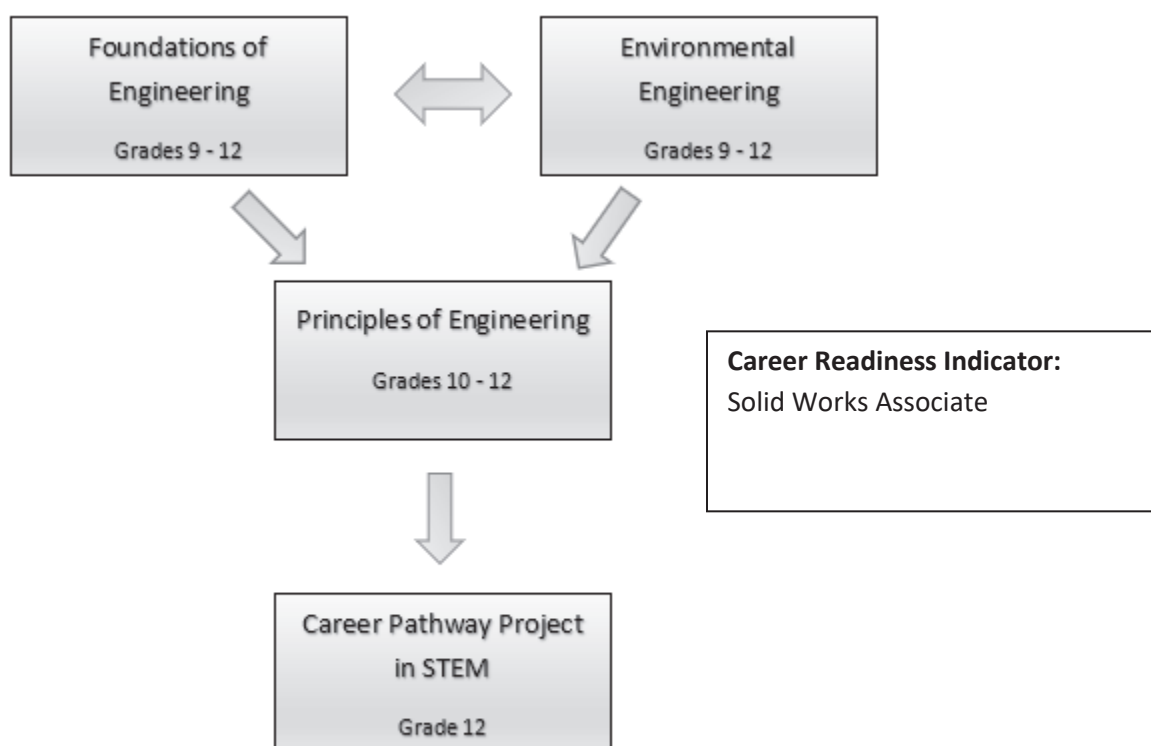 Foundations of
Engineering
Grades 9 - 12
Environmental
Engineering
Grades 9 - 12
Principles of Engineering
Grades 10 - 12
Career Readiness Indicator:
Solid Works Associate
Career Pathway Project
in STEM
Grade 12